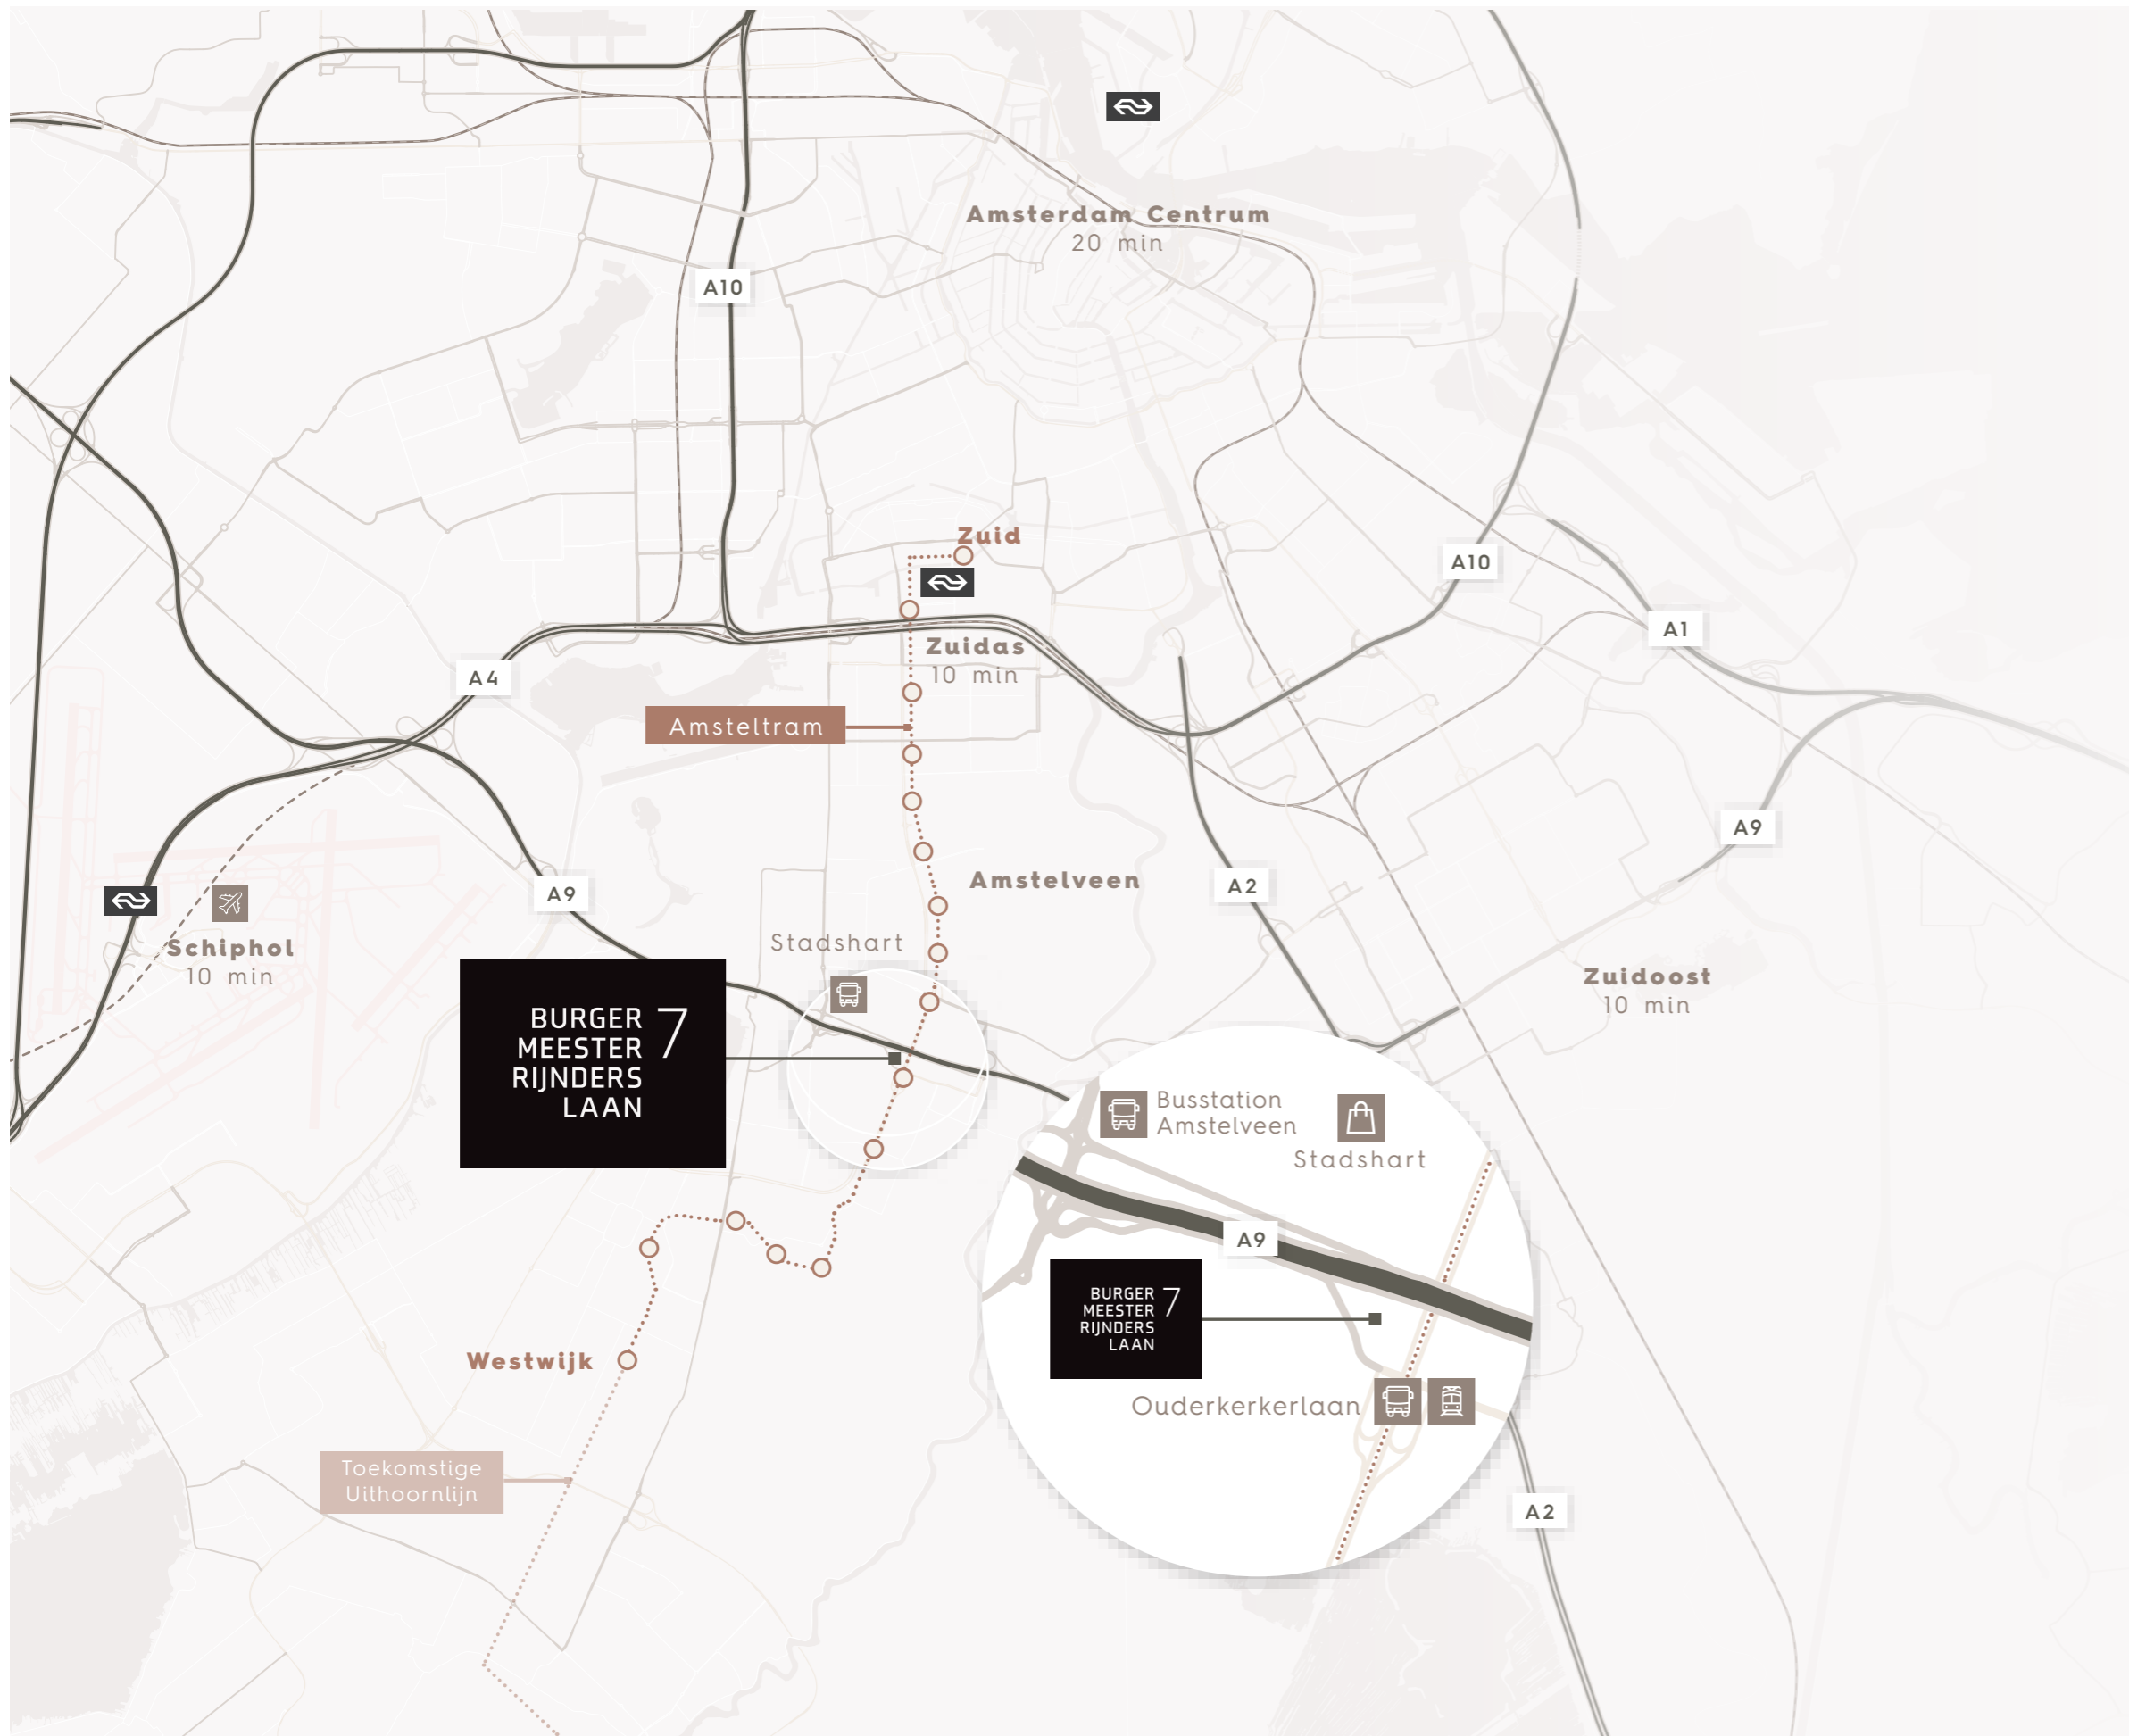 Amsterdam Centrum
20 min
A10
Zuid
A10
A1
Zuidas
10 min
A4
Amsteltram
A9
Amstelveen
A2
A9
Stadshart
Schiphol
10 min
Zuidoost
10 min
BURGER
MEESTER
RIJNDERS
LAAN
7
Busstation
Amstelveen
Stadshart
A9
BURGER
MEESTER
RIJNDERS
LAAN
7
Westwijk
Ouderkerkerlaan
Toekomstige
Uithoornlijn
A2